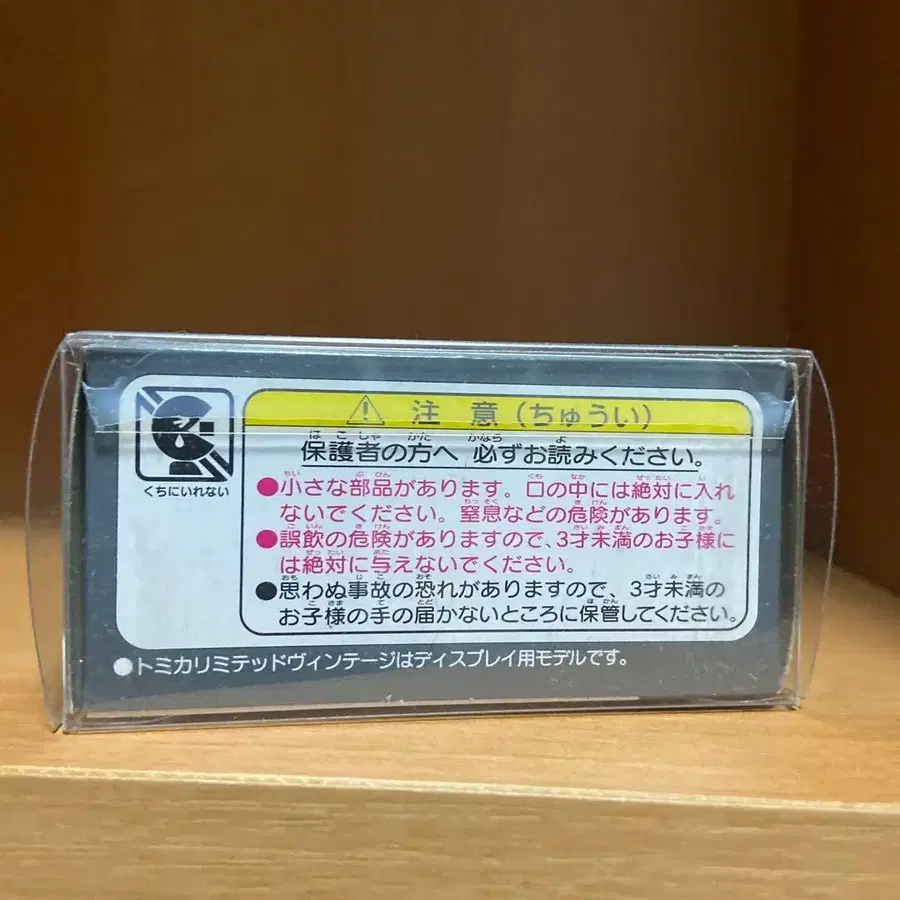 くちにいれない
注 意（ちゅうい）
保護者の方へ 必ずお読みください。
●小さな部品があります。口の中には絶対に入れ
ないでください。窒息などの危険があります。
●誤飲の危険がありますので、3才未満のお子様に
は絶対に与えないでください。
●思わぬ事故の恐れがありますので、3才未満の
お子様の手の届かないところに保管してください。
●トミカリミテッドヴィンテージはディスプレイ用モデルです。